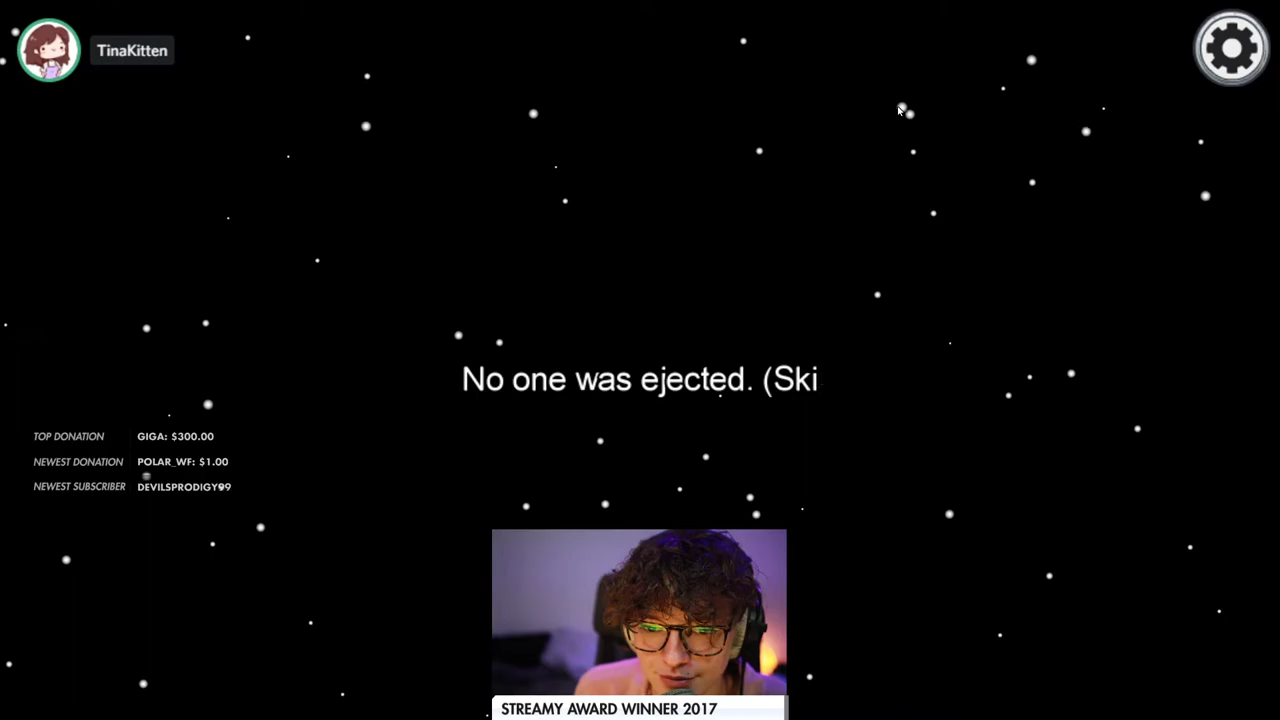 TinaKitten
No one was ejected. (Ski
TOP DONATION GIGA: $300.00
NEWEST DONATION POLAR_WF: $1.00
NEWEST SUBSCRIBER DEVILSPRODIGY99
STREAMY AWARD WINNER 2017